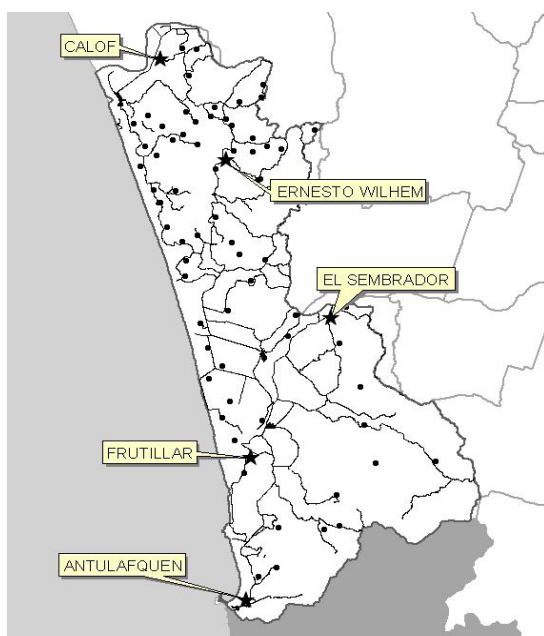 CALOF
ERNESTO WILHEM
EL SEMBRADOR
FRUTILLAR
ANTULAFQUEN